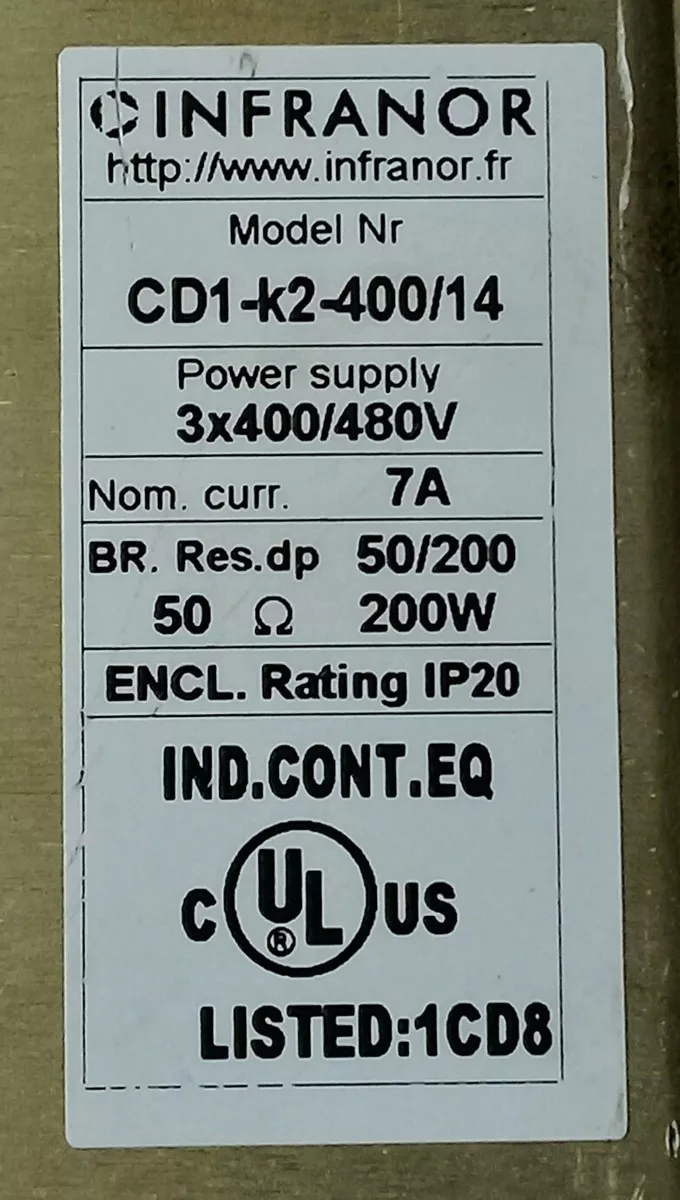 INFRANOR
http://www.infranor.fr
Model Nr
CD1-k2-400/14
Power supply
3x400/480V
Nom. curr. 7A
BR. Res.dp 50/200
50 Ω 200W
ENCL. Rating IP20
IND.CONT.EQ
C UL® US
LISTED:1CD8